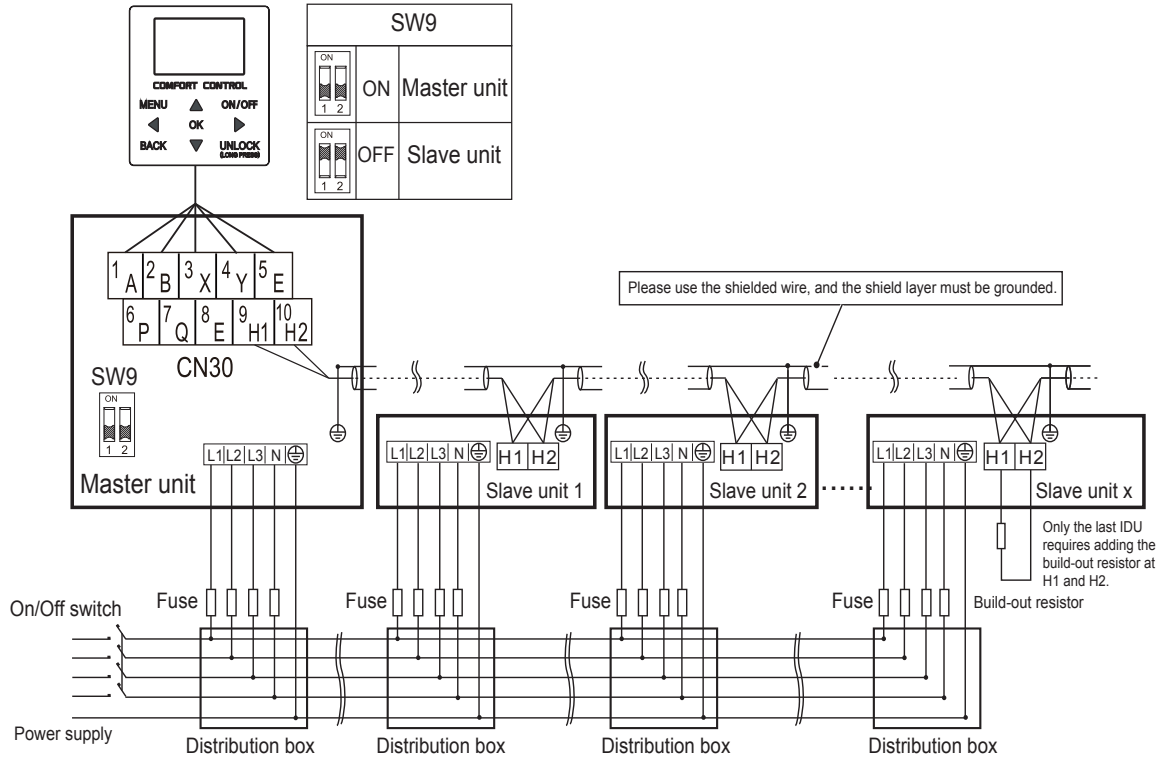 COMFORT CONTROL
MENU ON/OFF
OK
BACK UNLOCK
(LONG PRESS)
SW9
ON
1 2
ON Master unit
ON
1 2
OFF Slave unit
1 A 2 B 3 X 4 Y 5 E
6 P 7 Q 8 E 9 H1 10 H2
CN30
SW9
ON
1 2
L1 L2 L3 N
Master unit
Please use the shielded wire, and the shield layer must be grounded.
L1 L2 L3 N
H1 H2
Slave unit 1
L1 L2 L3 N
H1 H2
Slave unit 2
......
L1 L2 L3 N
H1 H2
Slave unit x
Only the last IDU
requires adding the
build-out resistor at
H1 and H2.
Build-out resistor
On/Off switch
Fuse
Fuse
Fuse
Fuse
Power supply
Distribution box
Distribution box
Distribution box
Distribution box